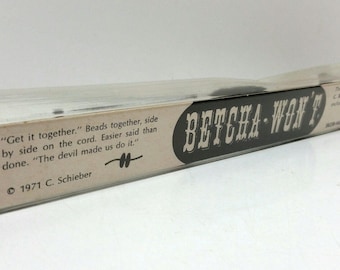 "Get it together." Beads together, side
by side on the cord. Easier said than
done. "The devil made us do it."
© 1971 C. Schieber
BETCHA · WON'T